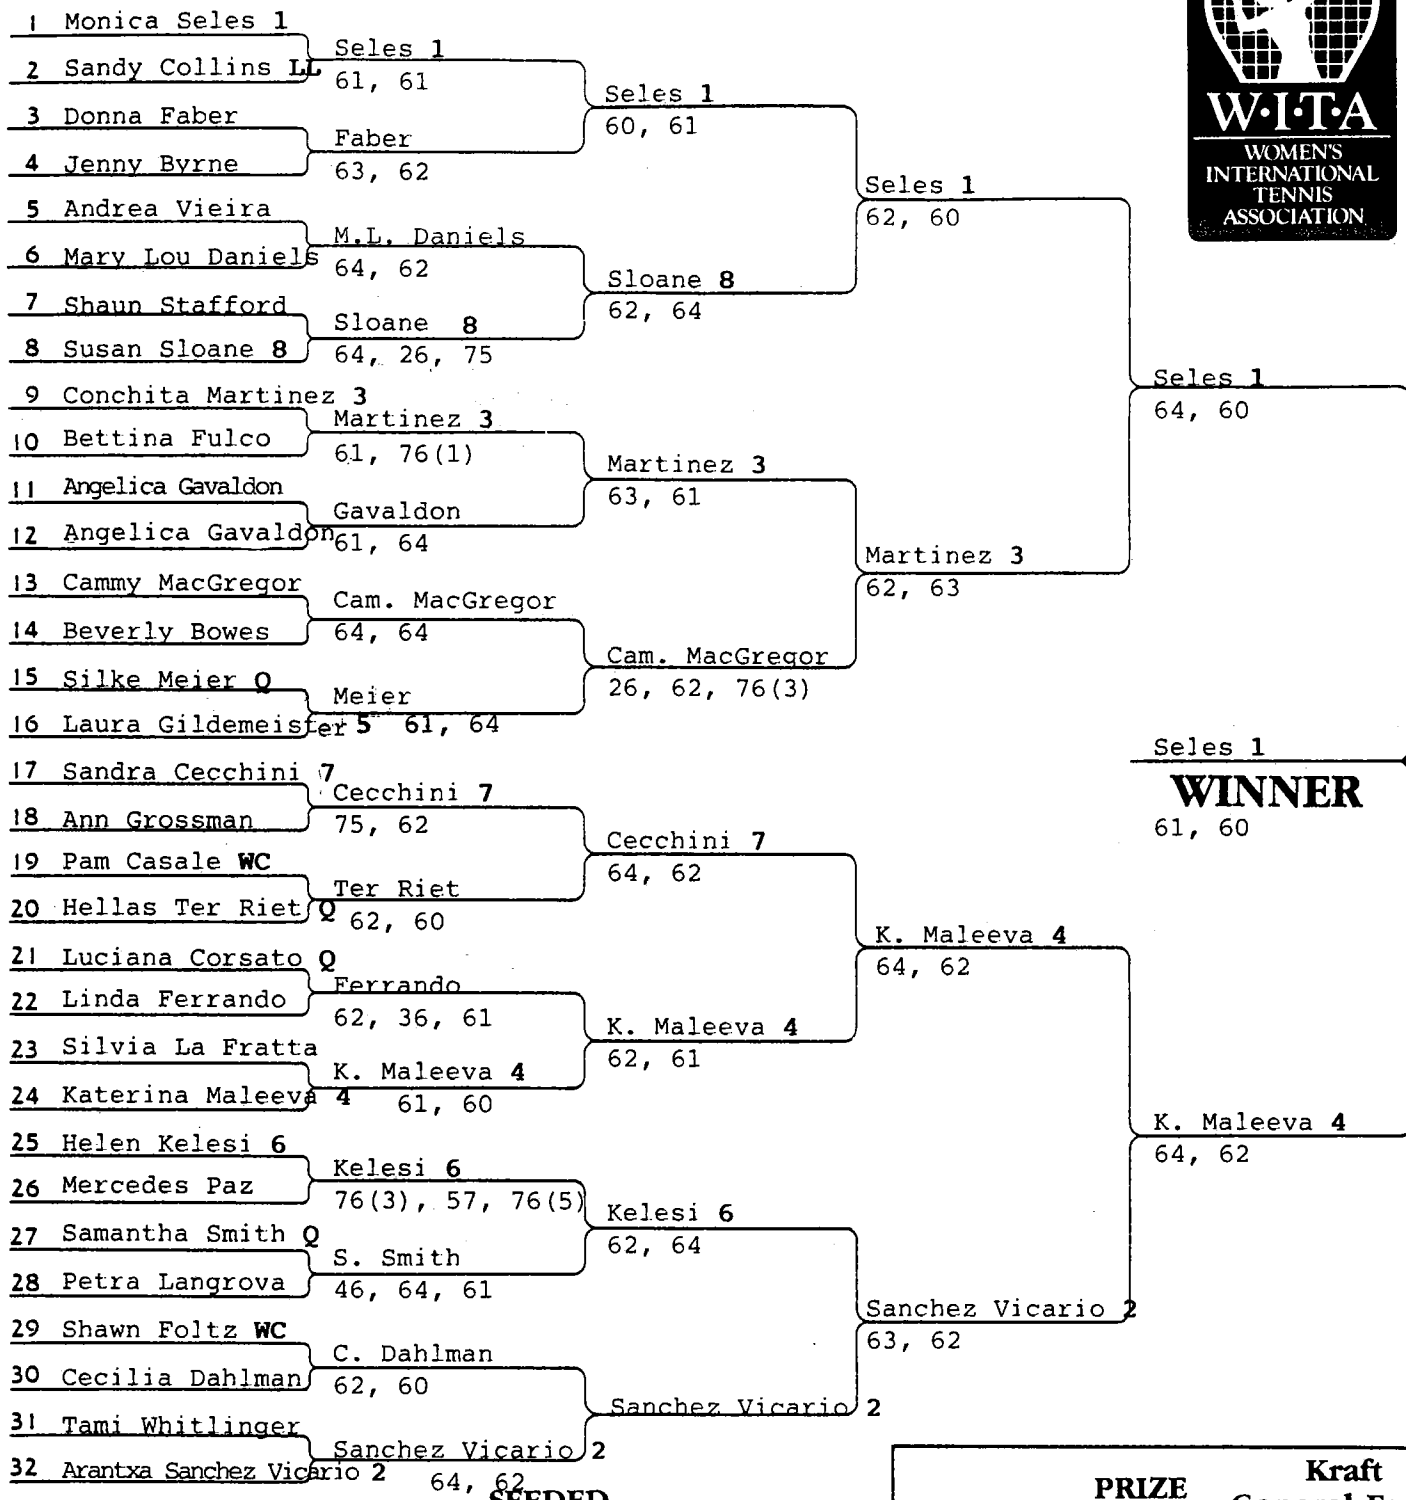 1 Monica Seles 1
2 Sandy Collins LL
3 Donna Faber
4 Jenny Byrne
5 Andrea Vieira
6 Mary Lou Daniels
7 Shaun Stafford
8 Susan Sloane 8
9 Conchita Martinez 3
10 Bettina Fulco
11 Angelica Gavaldon
12 Angelica Gavaldon
13 Cammy MacGregor
14 Beverly Bowes
15 Silke Meier Q
16 Laura Gildemeister 5
17 Sandra Cecchini 7
18 Ann Grossman
19 Pam Casale WC
20 Hellas Ter Riet Q
21 Luciana Corsato Q
22 Linda Ferrando
23 Silvia La Fratta
24 Katerina Maleeva 4
25 Helen Kelesi 6
26 Mercedes Paz
27 Samantha Smith Q
28 Petra Langrova
29 Shawn Foltz WC
30 Cecilia Dahlman
31 Tami Whitlinger
32 Arantxa Sanchez Vicario 2
Seles 1
61, 61
Faber
63, 62
M.L. Daniels
64, 62
Sloane 8
64, 26, 75
Martinez 3
61, 76(1)
Gavaldon
61, 64
Cam. MacGregor
64, 64
Meier
61, 64
Cecchini 7
75, 62
Ter Riet
62, 60
Ferrando
62, 36, 61
K. Maleeva 4
61, 60
Kelesi 6
76(3), 57, 76(5)
S. Smith
46, 64, 61
C. Dahlman
62, 60
Sanchez Vicario 2
64, 62
Seles 1
60, 61
Sloane 8
62, 64
Martinez 3
63, 61
Cam. MacGregor
26, 62, 76(3)
Cecchini 7
64, 62
K. Maleeva 4
62, 61
Kelesi 6
62, 64
Sanchez Vicario 2
Seles 1
62, 60
Martinez 3
62, 63
K. Maleeva 4
64, 62
Sanchez Vicario 2
63, 62
Seles 1
64, 60
K. Maleeva 4
64, 62
Seles 1
WINNER
61, 60
W·I·T·A
WOMEN'S
INTERNATIONAL
TENNIS
ASSOCIATION
SEEDED
PRIZE
Kraft
General